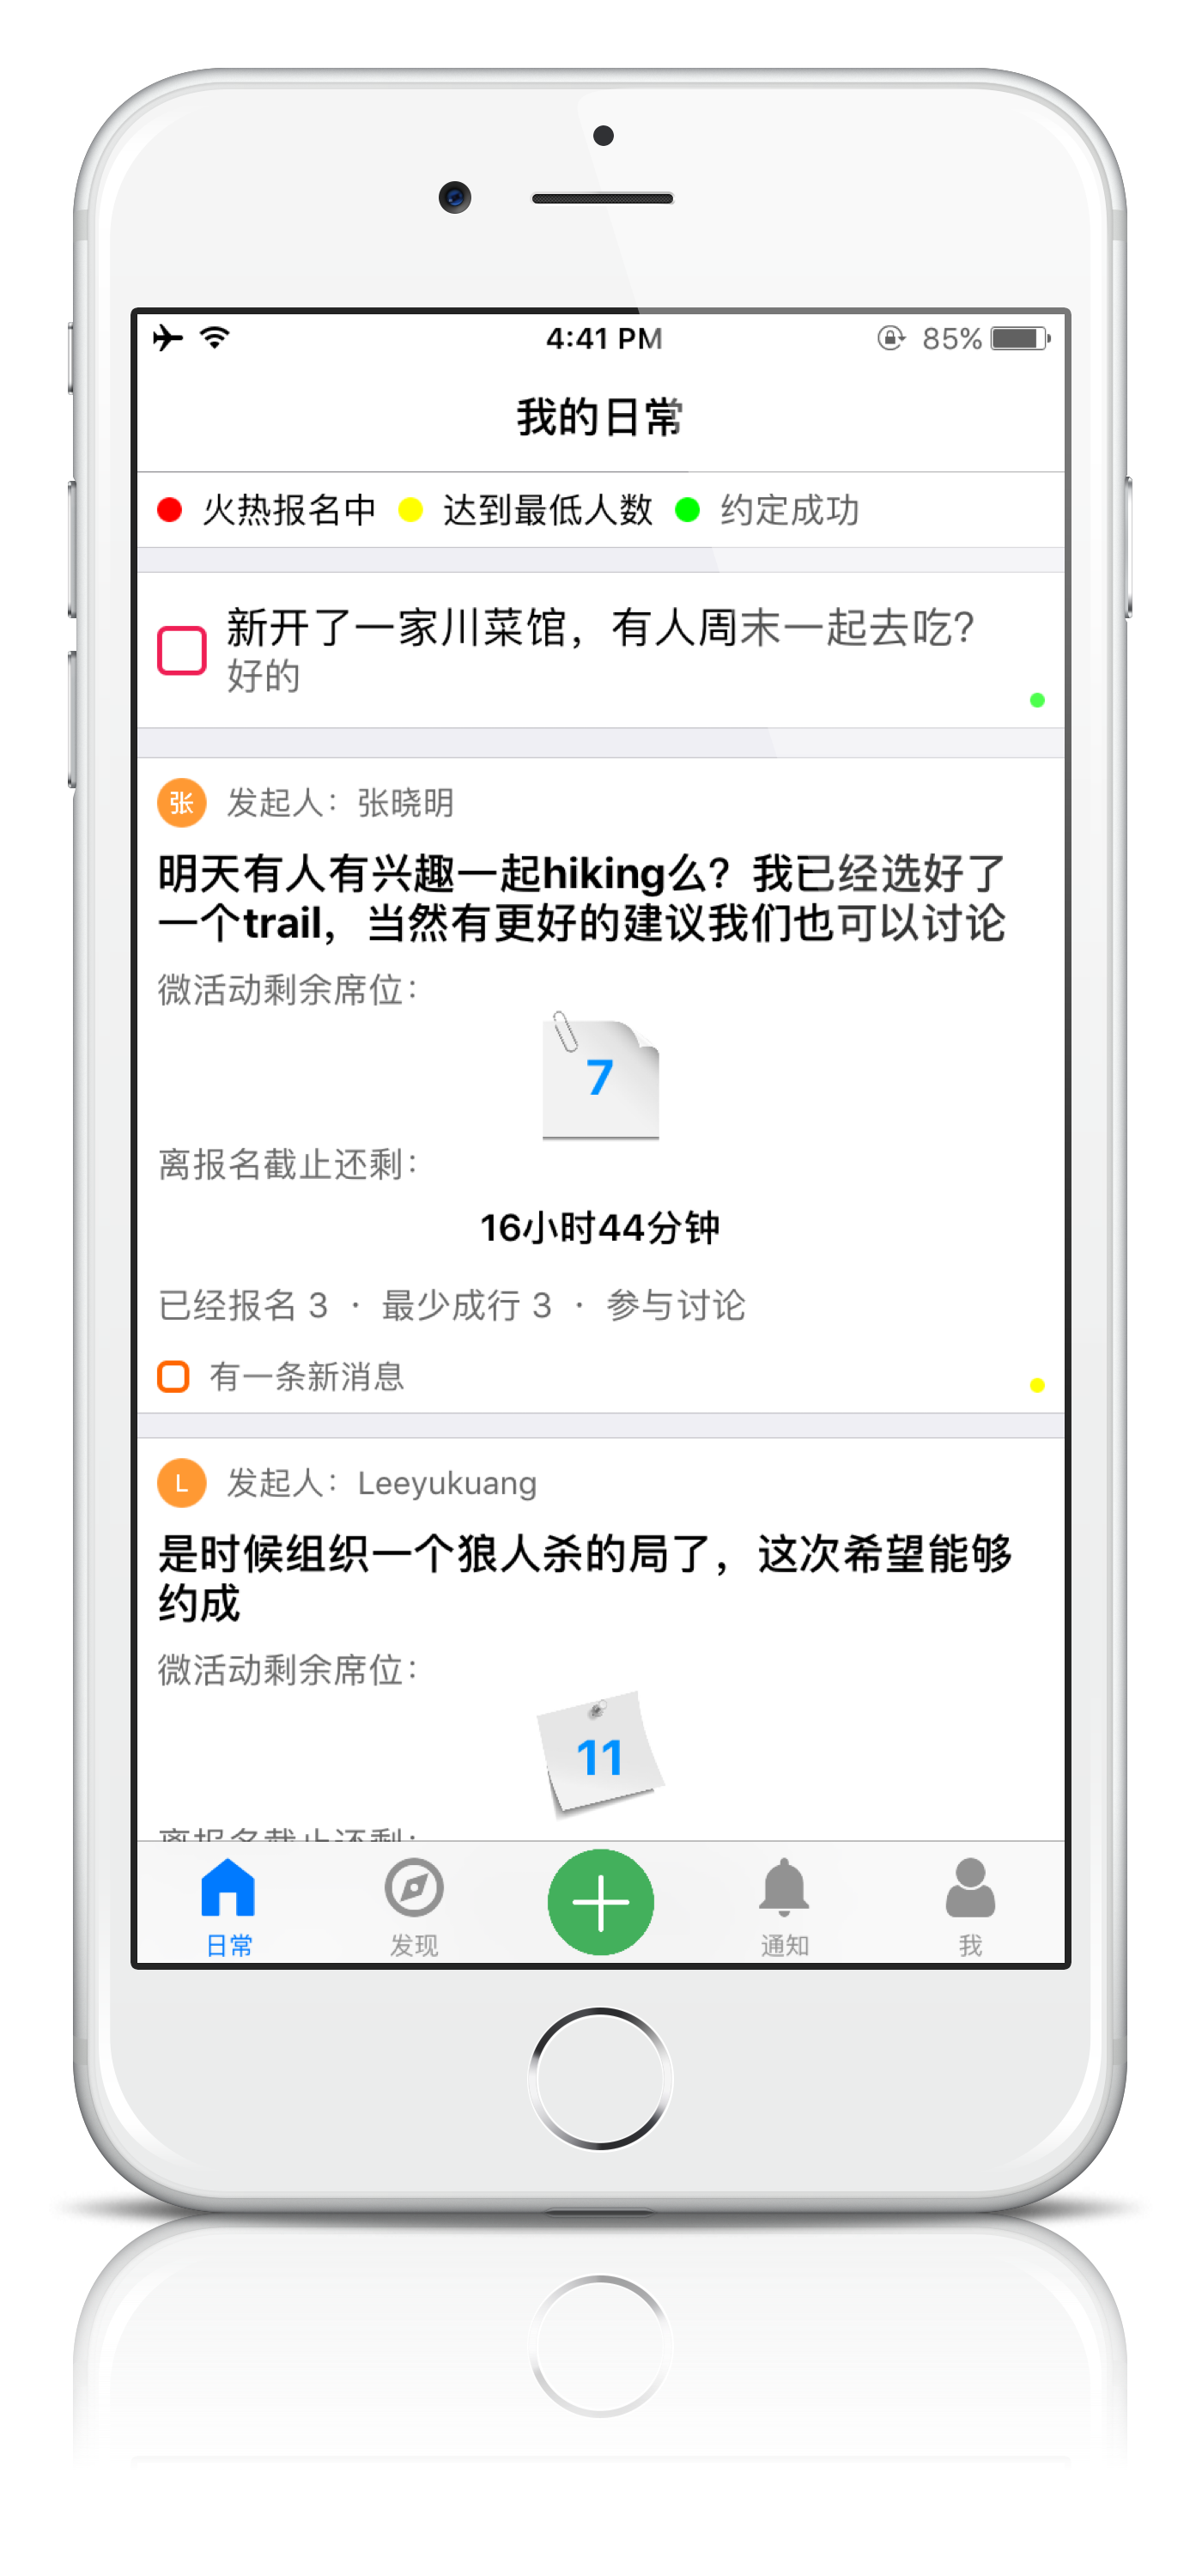 4:41 PM
85%
我的日常
火热报名中 达到最低人数 约定成功
新开了一家川菜馆，有人周末一起去吃?
好的
张 发起人：张晓明
明天有人有兴趣一起hiking么？我已经选好了
一个trail，当然有更好的建议我们也可以讨论
微活动剩余席位：
7
离报名截止还剩：
16小时44分钟
已经报名 3 · 最少成行 3 · 参与讨论
有一条新消息
L 发起人：Leeyukuang
是时候组织一个狼人杀的局了，这次希望能够
约成
微活动剩余席位：
11
离报名截止还剩：
日常 发现 通知 我